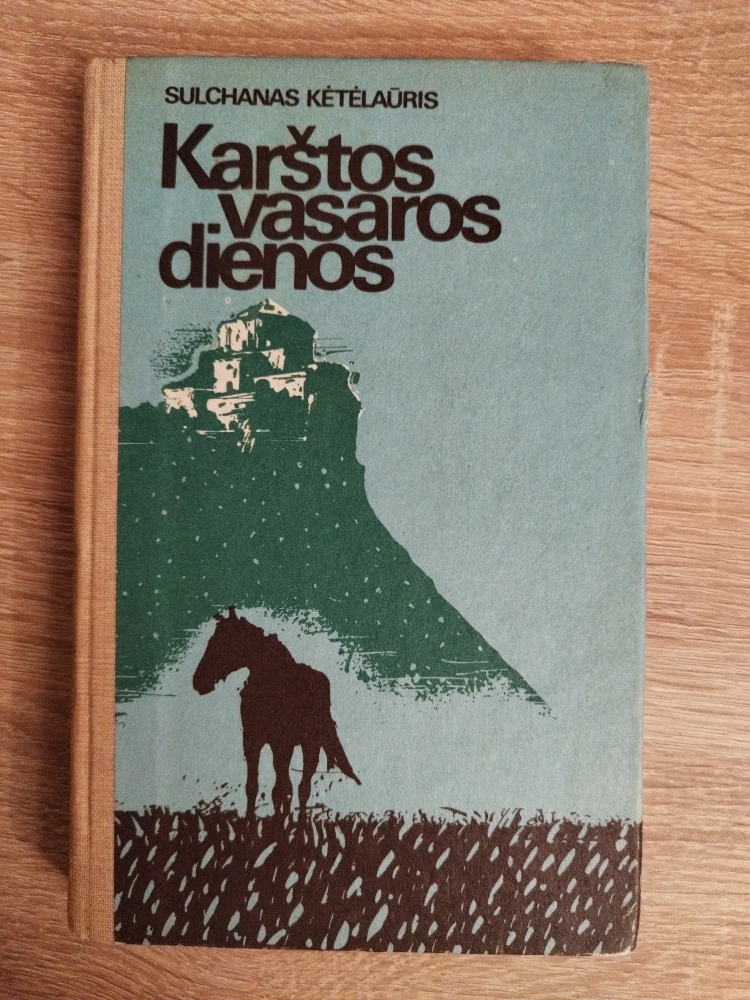 SULCHANAS KĖTĖLAŪRIS
Karštos
vasaros
dienos